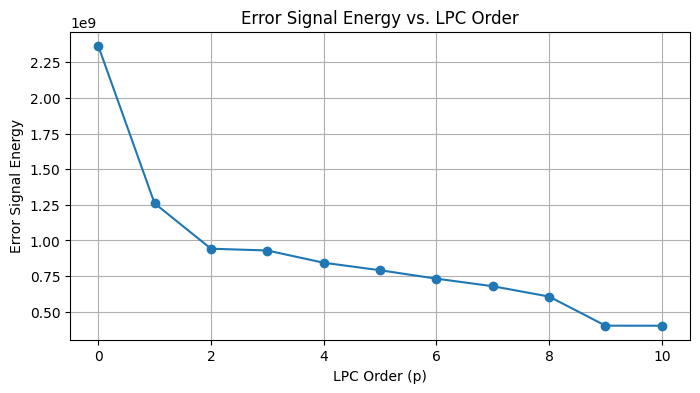 Error Signal Energy vs. LPC Order
1e9
2.25
2.00
1.75
1.50
1.25
1.00
0.75
0.50
Error Signal Energy
0 2 4 6 8 10
LPC Order (p)